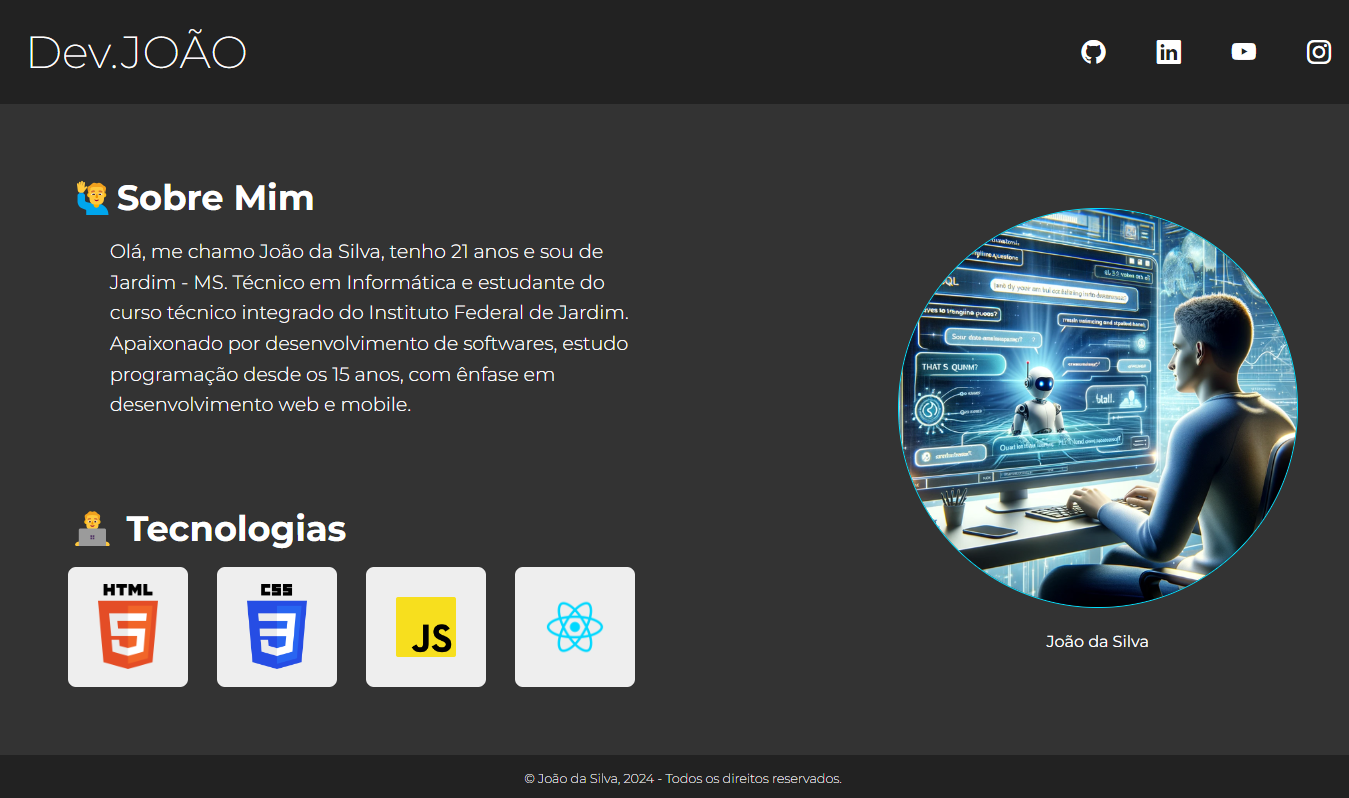 Dev.JOÃO
Sobre Mim
Olá, me chamo João da Silva, tenho 21 anos e sou de
Jardim - MS. Técnico em Informática e estudante do
curso técnico integrado do Instituto Federal de Jardim.
Apaixonado por desenvolvimento de softwares, estudo
programação desde os 15 anos, com ênfase em
desenvolvimento web e mobile.
THAT S
Tecnologias
HTML
CSS
JS
João da Silva
© João da Silva, 2024 - Todos os direitos reservados.